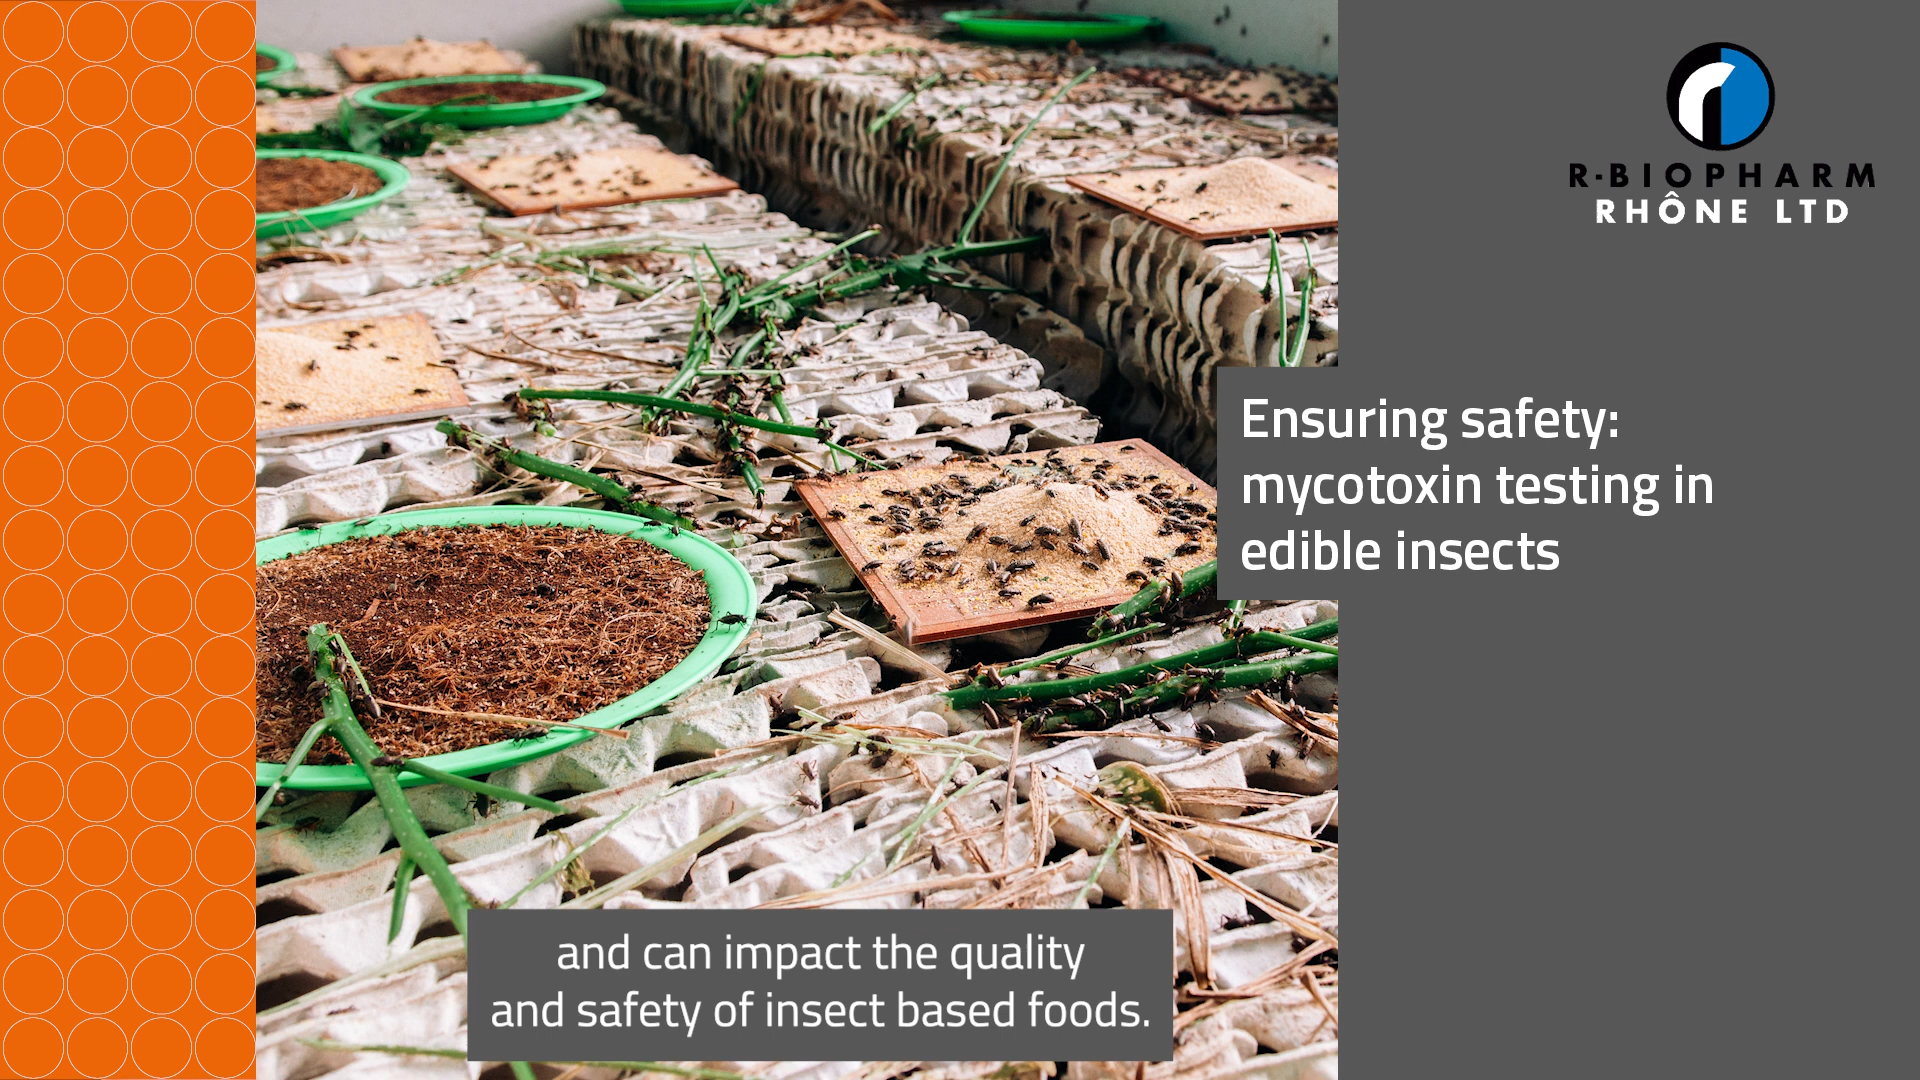 R·BIOPHARM
RHÔNE LTD
Ensuring safety:
mycotoxin testing in
edible insects
and can impact the quality
and safety of insect based foods.